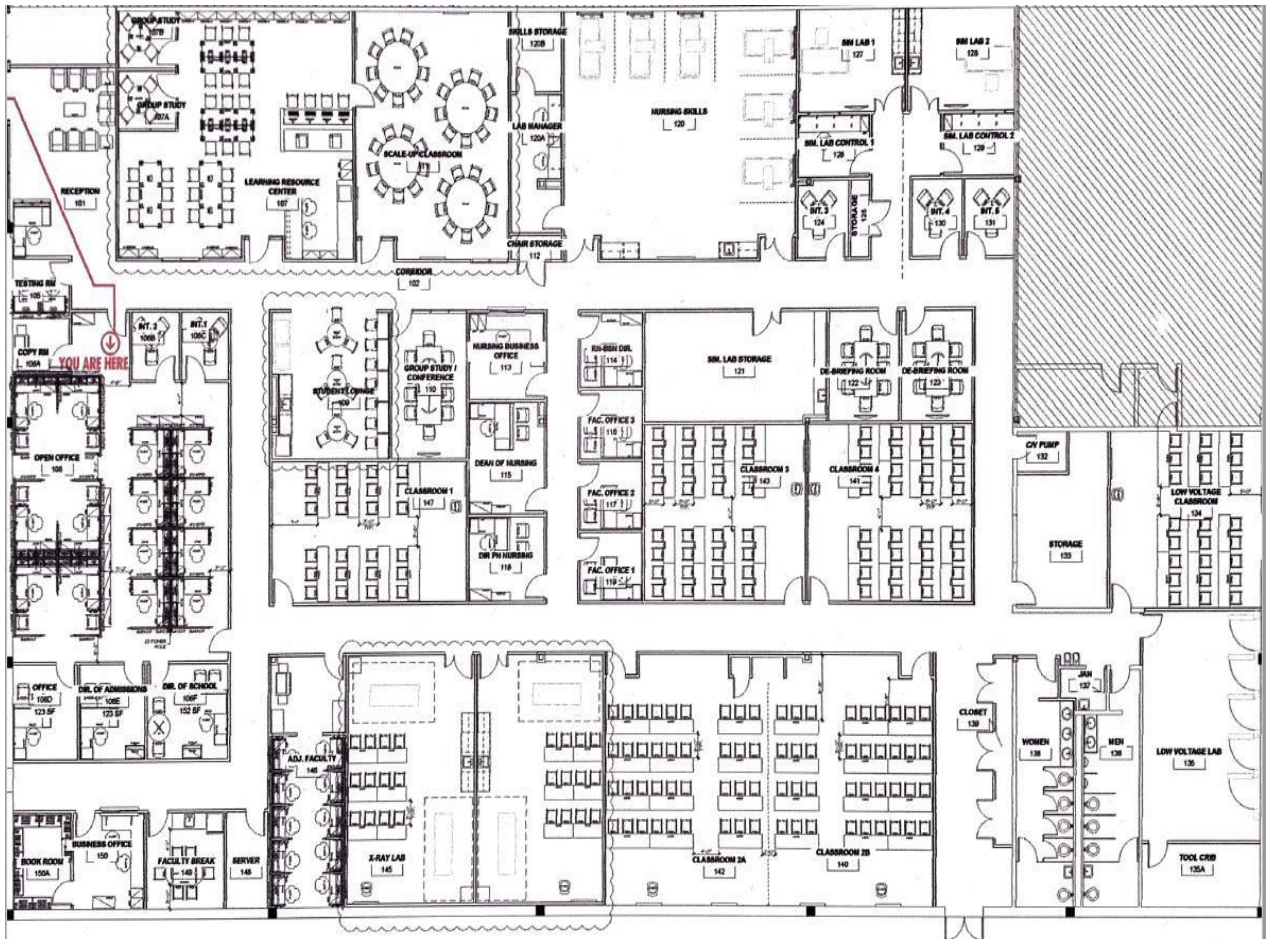 GROUP STUDY
107B
GROUP STUDY
107A
RECEPTION
101
LEARNING RESOURCE
CENTER
107
SCALE-UP CLASSROOM
SKILLS STORAGE
120B
LAB MANAGER
120A
CHAIR STORAGE
112
NURSING SKILLS
120
SIM LAB 1
127
SIM LAB 2
SIM. LAB CONTROL 1
SIM. LAB CONTROL 2
129
INT. 3
124
STORAGE
125
INT. 4
130
INT. 5
131
CORRIDOR
102
TESTING RM
105
COPY RM
106A
YOU ARE HERE
INT. 2
106B
INT.1
106C
OPEN OFFICE
STUDENT LOUNGE
109
GROUP STUDY /
CONFERENCE
110
NURSING BUSINESS
OFFICE
113
DEAN OF NURSING
115
DIR PN NURSING
118
RN-BSN DIR.
114
FAC. OFFICE 3
116
FAC. OFFICE 2
117
FAC. OFFICE 1
119
SIM. LAB STORAGE
121
DE-BRIEFING ROOM
122
DE-BRIEFING ROOM
123
CLASSROOM 1
147
CLASSROOM 3
143
CLASSROOM 4
141
C/V PUMP
132
STORAGE
133
LOW VOLTAGE
CLASSROOM
134
OFFICE
106D
123 SF
DIR. OF ADMISSIONS
106E
123 SF
DIR. OF SCHOOL
106F
152 SF
ADJ. FACULTY
146
X-RAY LAB
145
CLASSROOM 2A
142
CLASSROOM 2B
140
CLOSET
139
WOMEN
138
JAN
137
MEN
136
LOW VOLTAGE LAB
135
TOOL CRIB
135A
BOOK ROOM
150A
BUSINESS OFFICE
150
FACULTY BREAK
149
SERVER
148